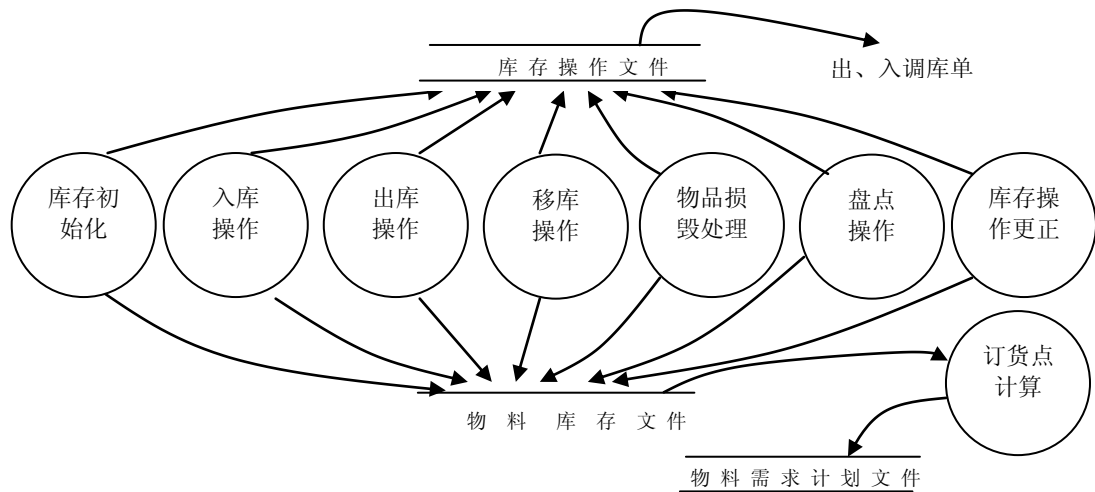 库存操作文件
出、入调库单
库存初
始化
入库
操作
出库
操作
移库
操作
物品损
毁处理
盘点
操作
库存操
作更正
订货点
计算
物料 库存文件
物料需求计划文件